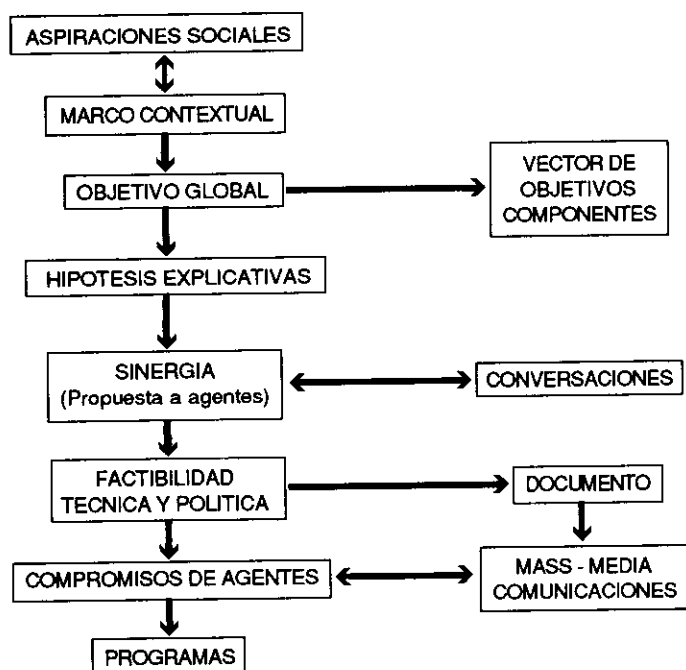 ASPIRACIONES SOCIALES
MARCO CONTEXTUAL
OBJETIVO GLOBAL
VECTOR DE
OBJETIVOS
COMPONENTES
HIPOTESIS EXPLICATIVAS
SINERGIA
(Propuesta a agentes)
CONVERSACIONES
FACTIBILIDAD
TECNICA Y POLITICA
DOCUMENTO
COMPROMISOS DE AGENTES
MASS - MEDIA
COMUNICACIONES
PROGRAMAS